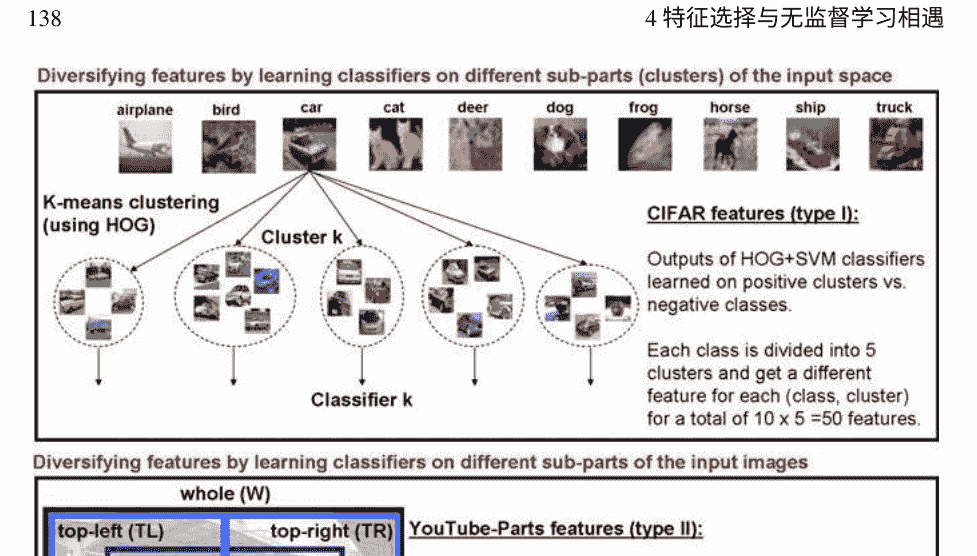 138
4 特征选择与无监督学习相遇
Diversifying features by learning classifiers on different sub-parts (clusters) of the input space
airplane bird car cat deer dog frog horse ship truck
K-means clustering
(using HOG)
Cluster k
Classifier k
CIFAR features (type I):
Outputs of HOG+SVM classifiers
learned on positive clusters vs.
negative classes.
Each class is divided into 5
clusters and get a different
feature for each (class, cluster)
for a total of 10 x 5 =50 features.
Diversifying features by learning classifiers on different sub-parts of the input images
whole (W)
top-left (TL) top-right (TR)
YouTube-Parts features (type II):